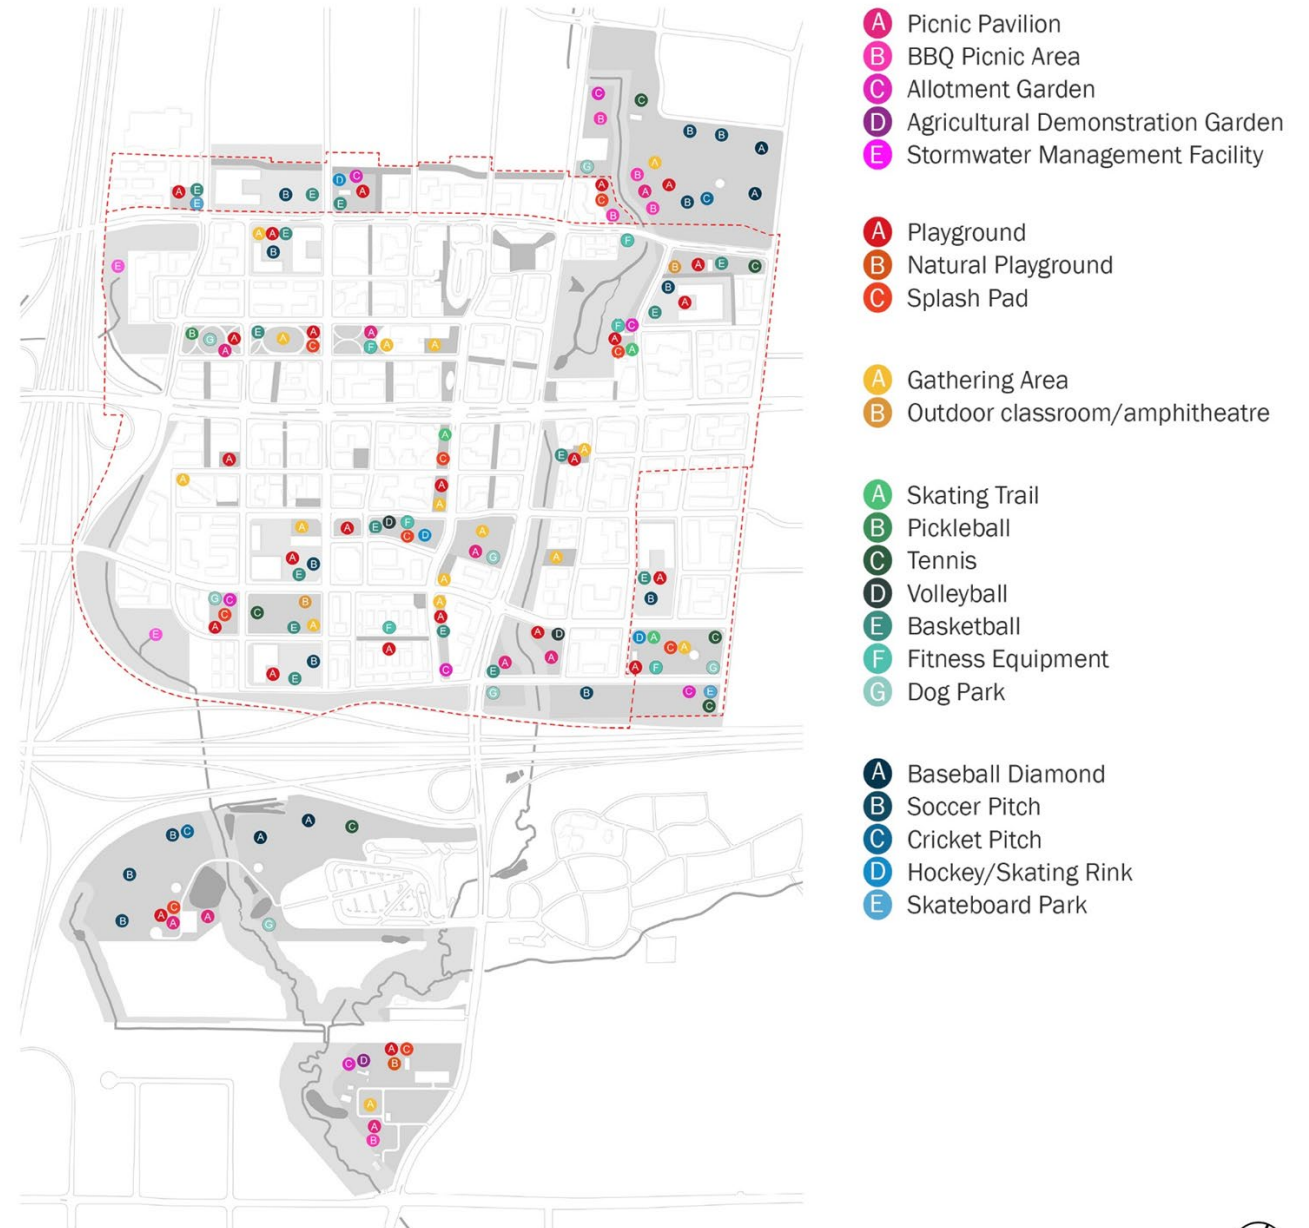 A Picnic Pavilion
B BBQ Picnic Area
C Allotment Garden
D Agricultural Demonstration Garden
E Stormwater Management Facility
A Playground
B Natural Playground
C Splash Pad
A Gathering Area
B Outdoor classroom/amphitheatre
A Skating Trail
B Pickleball
C Tennis
D Volleyball
E Basketball
F Fitness Equipment
G Dog Park
A Baseball Diamond
B Soccer Pitch
C Cricket Pitch
D Hockey/Skating Rink
E Skateboard Park